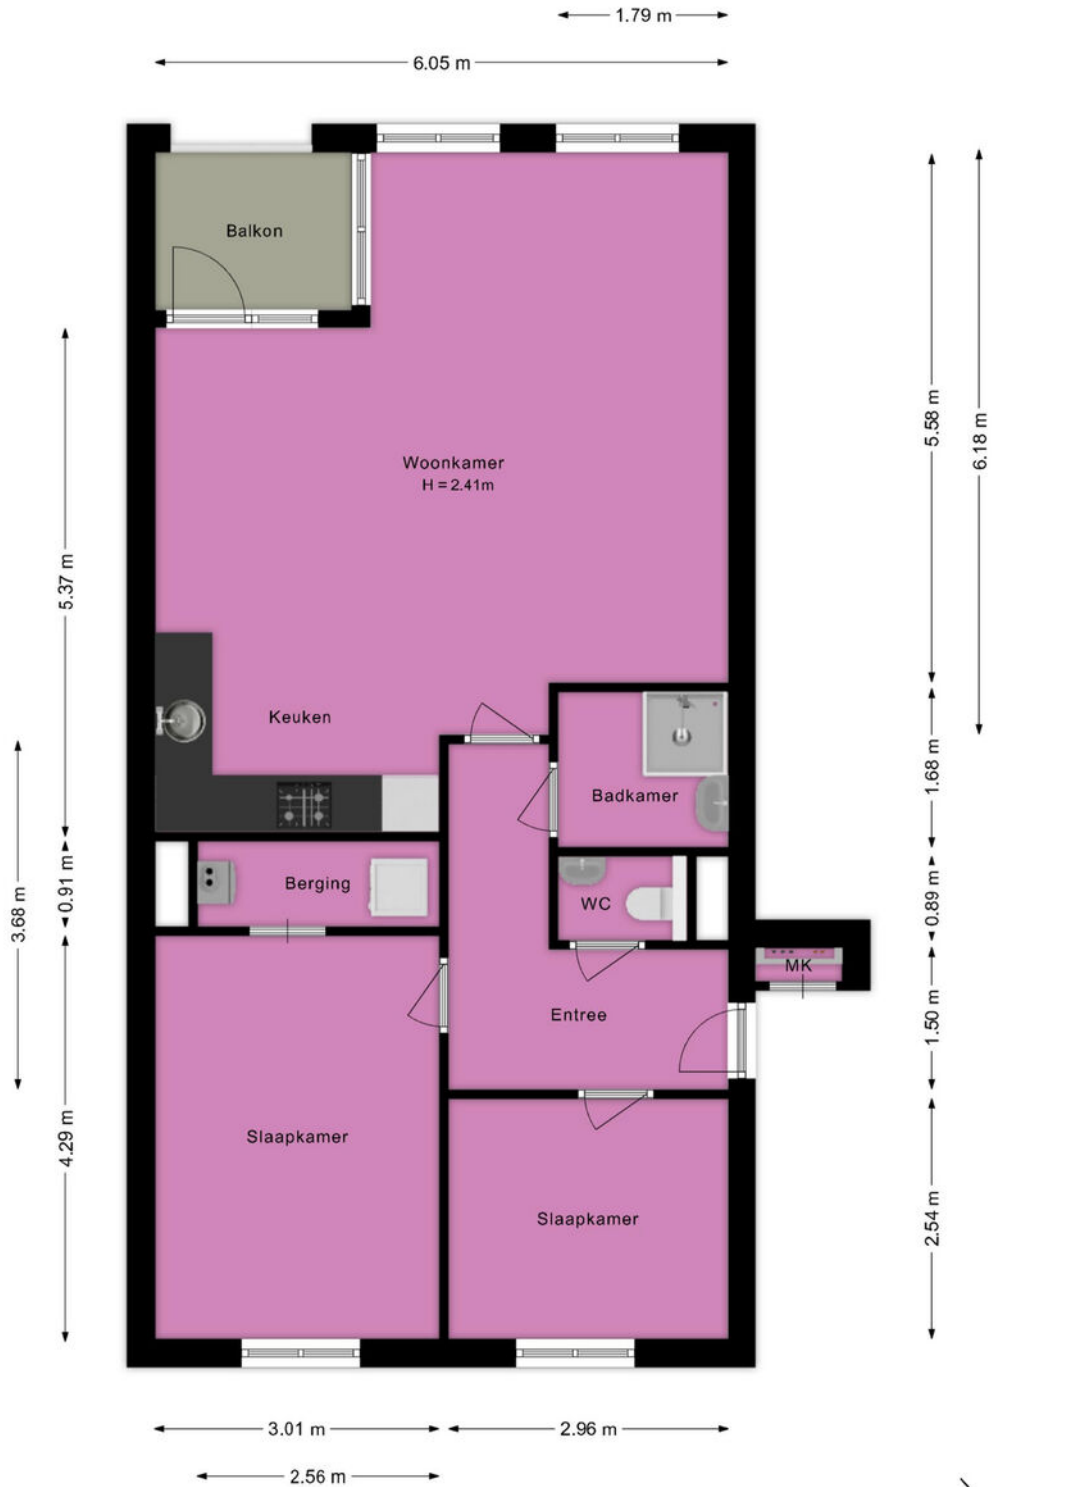 1.79 m
6.05 m
Balkon
5.58 m
6.18 m
Woonkamer
H = 2.41m
5.37 m
Keuken
1.68 m
Badkamer
Berging
0.91 m
WC
0.89 m
3.68 m
MK
Entree
1.50 m
Slaapkamer
4.29 m
Slaapkamer
2.54 m
3.01 m
2.96 m
2.56 m